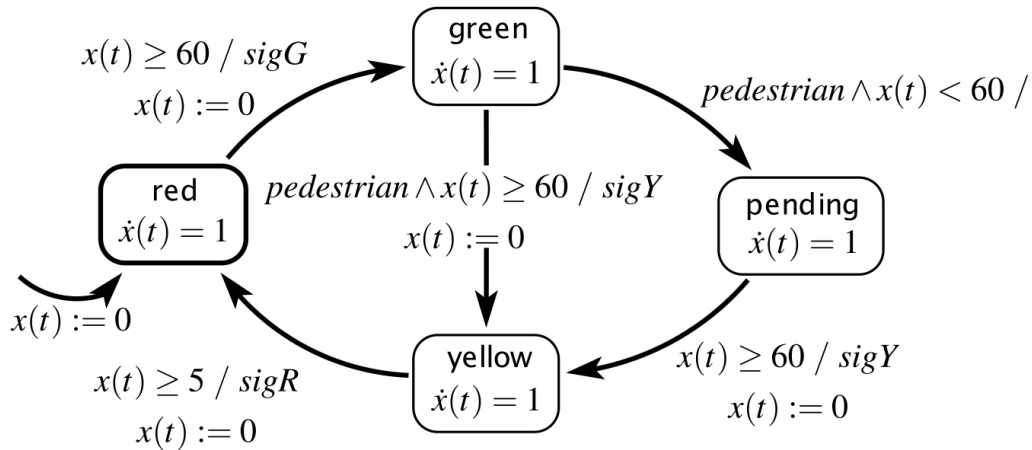 green
ẋ(t) = 1
x(t) ≥ 60 / sigG
x(t) := 0
pedestrian ∧ x(t) < 60 /
red
ẋ(t) = 1
pedestrian ∧ x(t) ≥ 60 / sigY
x(t) := 0
pending
ẋ(t) = 1
x(t) := 0
yellow
ẋ(t) = 1
x(t) ≥ 5 / sigR
x(t) := 0
x(t) ≥ 60 / sigY
x(t) := 0